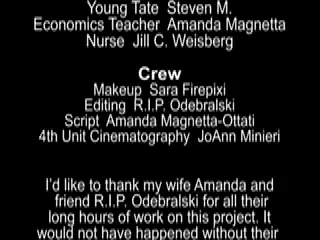 Young Tate  Steven M.
Economics Teacher  Amanda Magnetta
Nurse  Jill C. Weisberg
Crew
Makeup  Sara Firepixi
Editing  R.I.P. Odebralski
Script  Amanda Magnetta-Ottati
4th Unit Cinematography  JoAnn Minieri
I'd like to thank my wife Amanda and
friend R.I.P. Odebralski for all their
long hours of work on this project. It
would not have happened without their